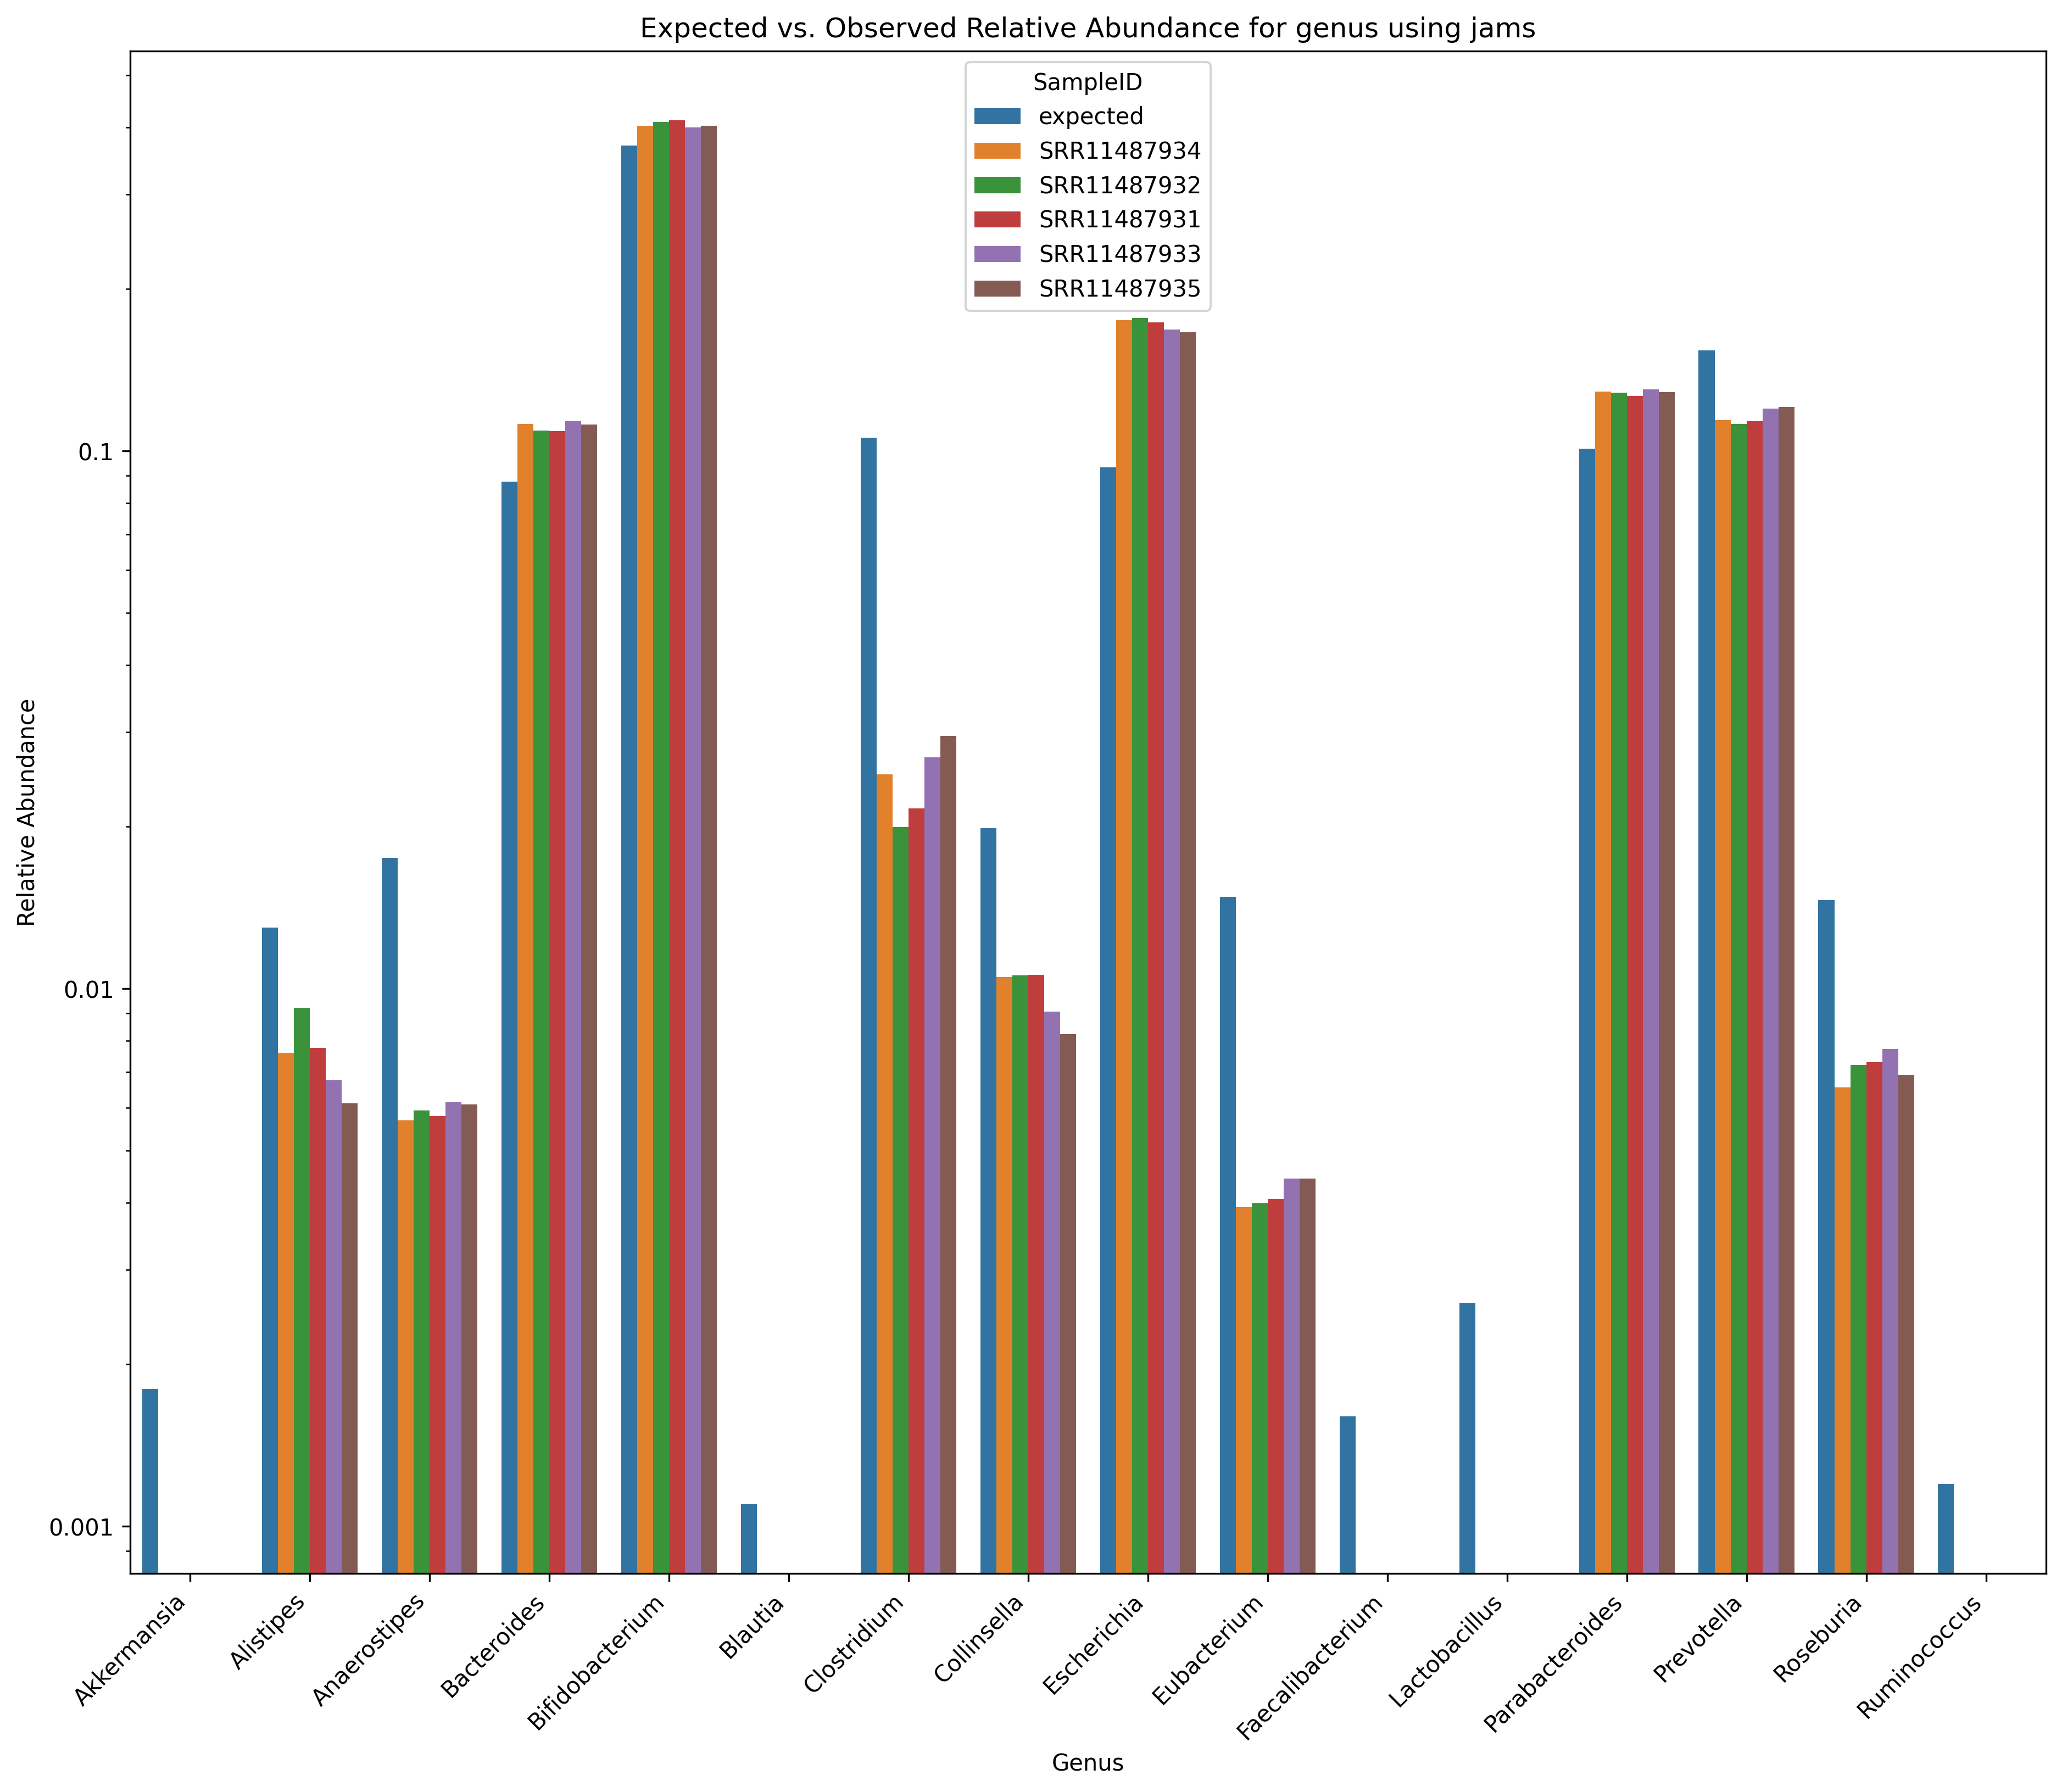 Expected vs. Observed Relative Abundance for genus using jams
SampleID
expected
SRR11487934
SRR11487932
SRR11487931
SRR11487933
SRR11487935
Relative Abundance
0.1
0.01
0.001
Akkermansia
Alistipes
Anaerostipes
Bacteroides
Bifidobacterium
Blautia
Clostridium
Collinsella
Escherichia
Eubacterium
Faecalibacterium
Lactobacillus
Parabacteroides
Prevotella
Roseburia
Ruminococcus
Genus